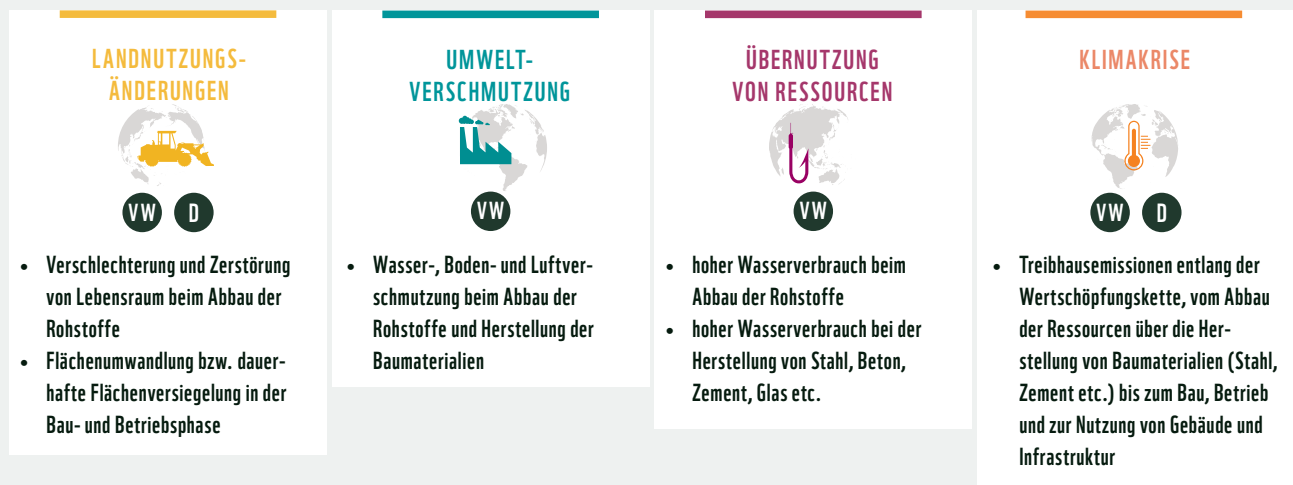 LANDNUTZUNGS-
ÄNDERUNGEN
VW D
• Verschlechterung und Zerstörung
von Lebensraum beim Abbau der
Rohstoffe
• Flächenumwandlung bzw. dauer-
hafte Flächenversiegelung in der
Bau- und Betriebsphase
UMWELT-
VERSCHMUTZUNG
VW
• Wasser-, Boden- und Luftver-
schmutzung beim Abbau der
Rohstoffe und Herstellung der
Baumaterialien
ÜBERNUTZUNG
VON RESSOURCEN
VW
• hoher Wasserverbrauch beim
Abbau der Rohstoffe
• hoher Wasserverbrauch bei der
Herstellung von Stahl, Beton,
Zement, Glas etc.
KLIMAKRISE
VW D
• Treibhausemissionen entlang der
Wertschöpfungskette, vom Abbau
der Ressourcen über die Her-
stellung von Baumaterialien (Stahl,
Zement etc.) bis zum Bau, Betrieb
und zur Nutzung von Gebäude und
Infrastruktur